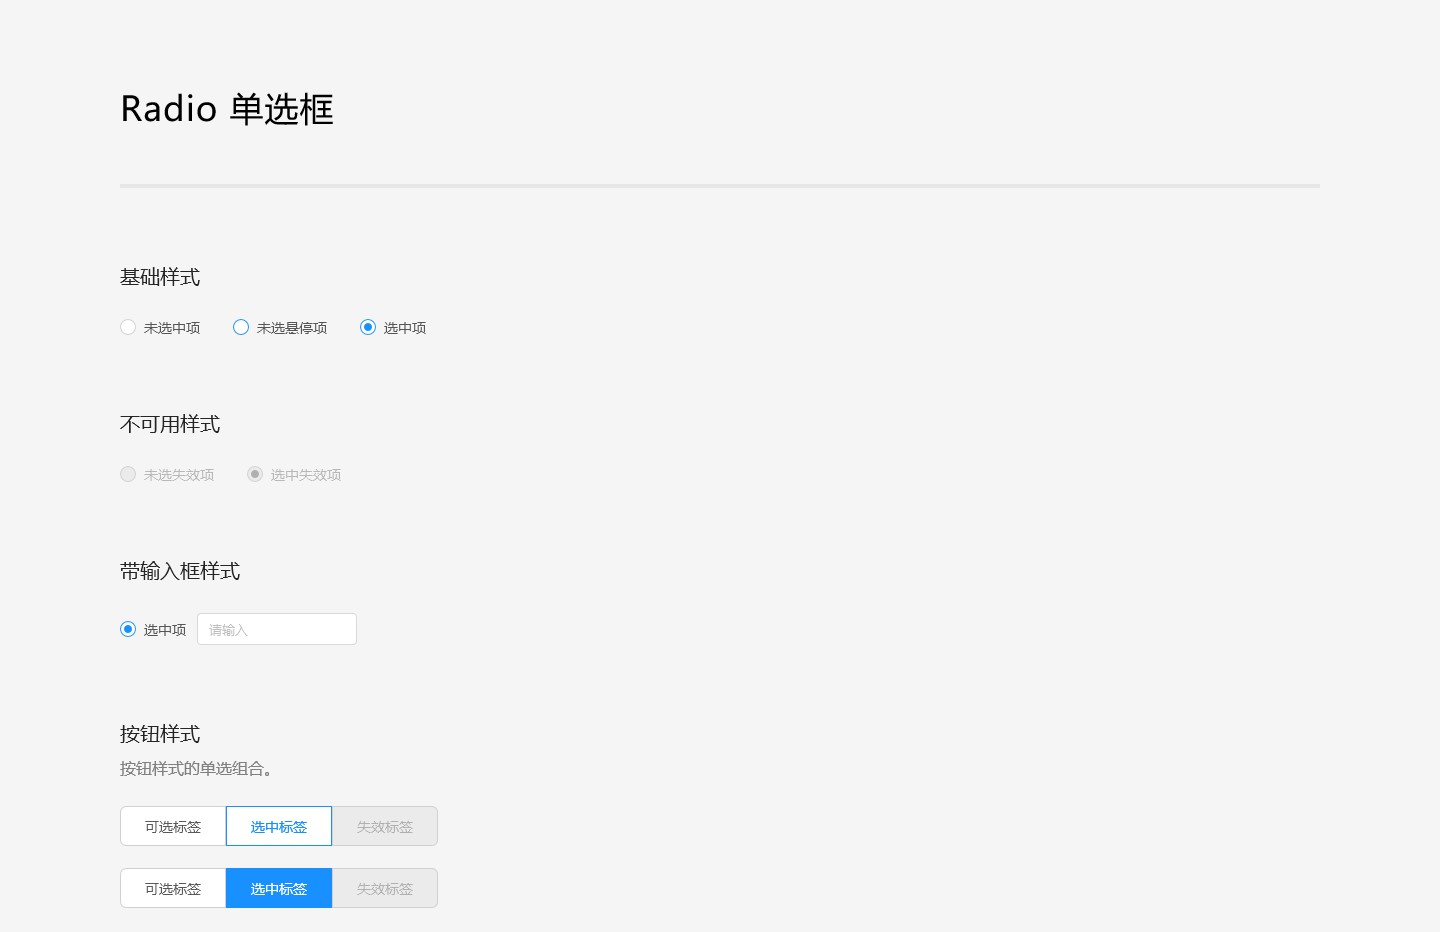 Radio 单选框
基础样式
未选中项 未选悬停项 选中项
不可用样式
未选失效项 选中失效项
带输入框样式
选中项 请输入
按钮样式
按钮样式的单选组合。
可选标签 选中标签 失效标签
可选标签 选中标签 失效标签